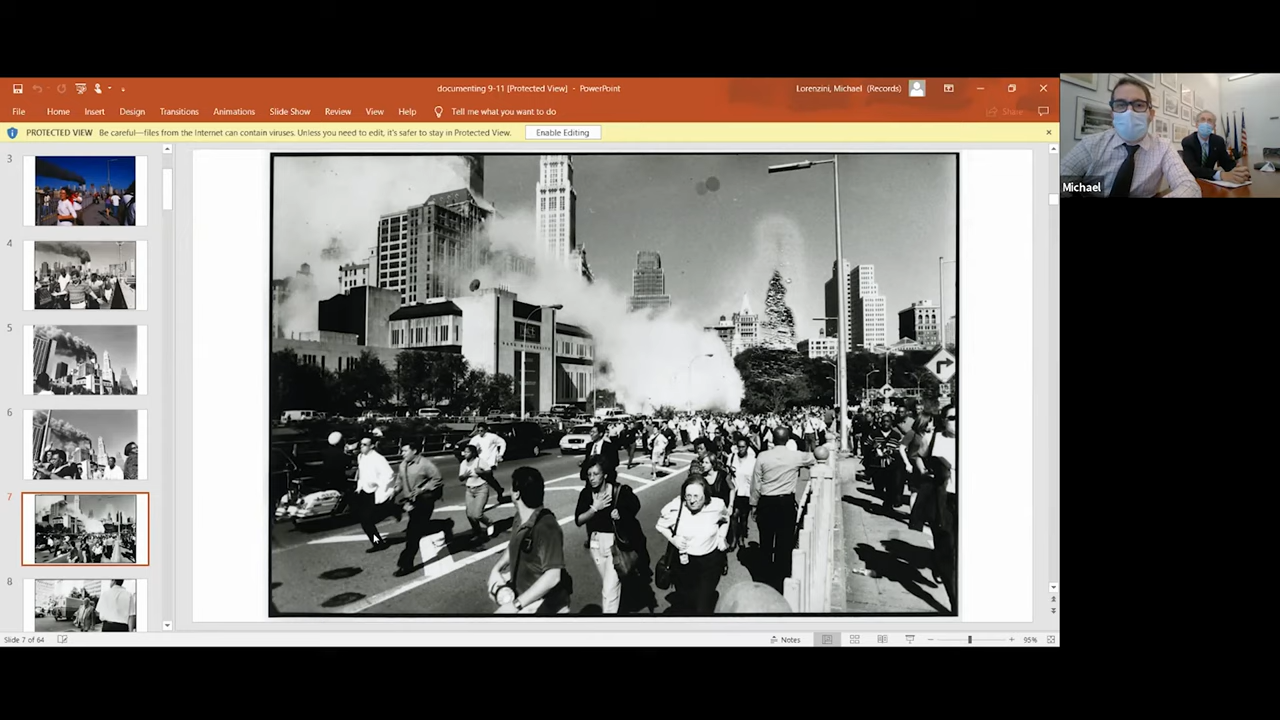 documenting 9-11 [Protected View] - PowerPoint
Lorenzini, Michael (Records)
File Home Insert Design Transitions Animations Slide Show Review View Help Tell me what you want to do Share
PROTECTED VIEW Be careful—files from the Internet can contain viruses. Unless you need to edit, it's safer to stay in Protected View. Enable Editing
Michael
3
4
5
6
7
8
PACE UNIVERSITY
Slide 7 of 64
Notes
95%